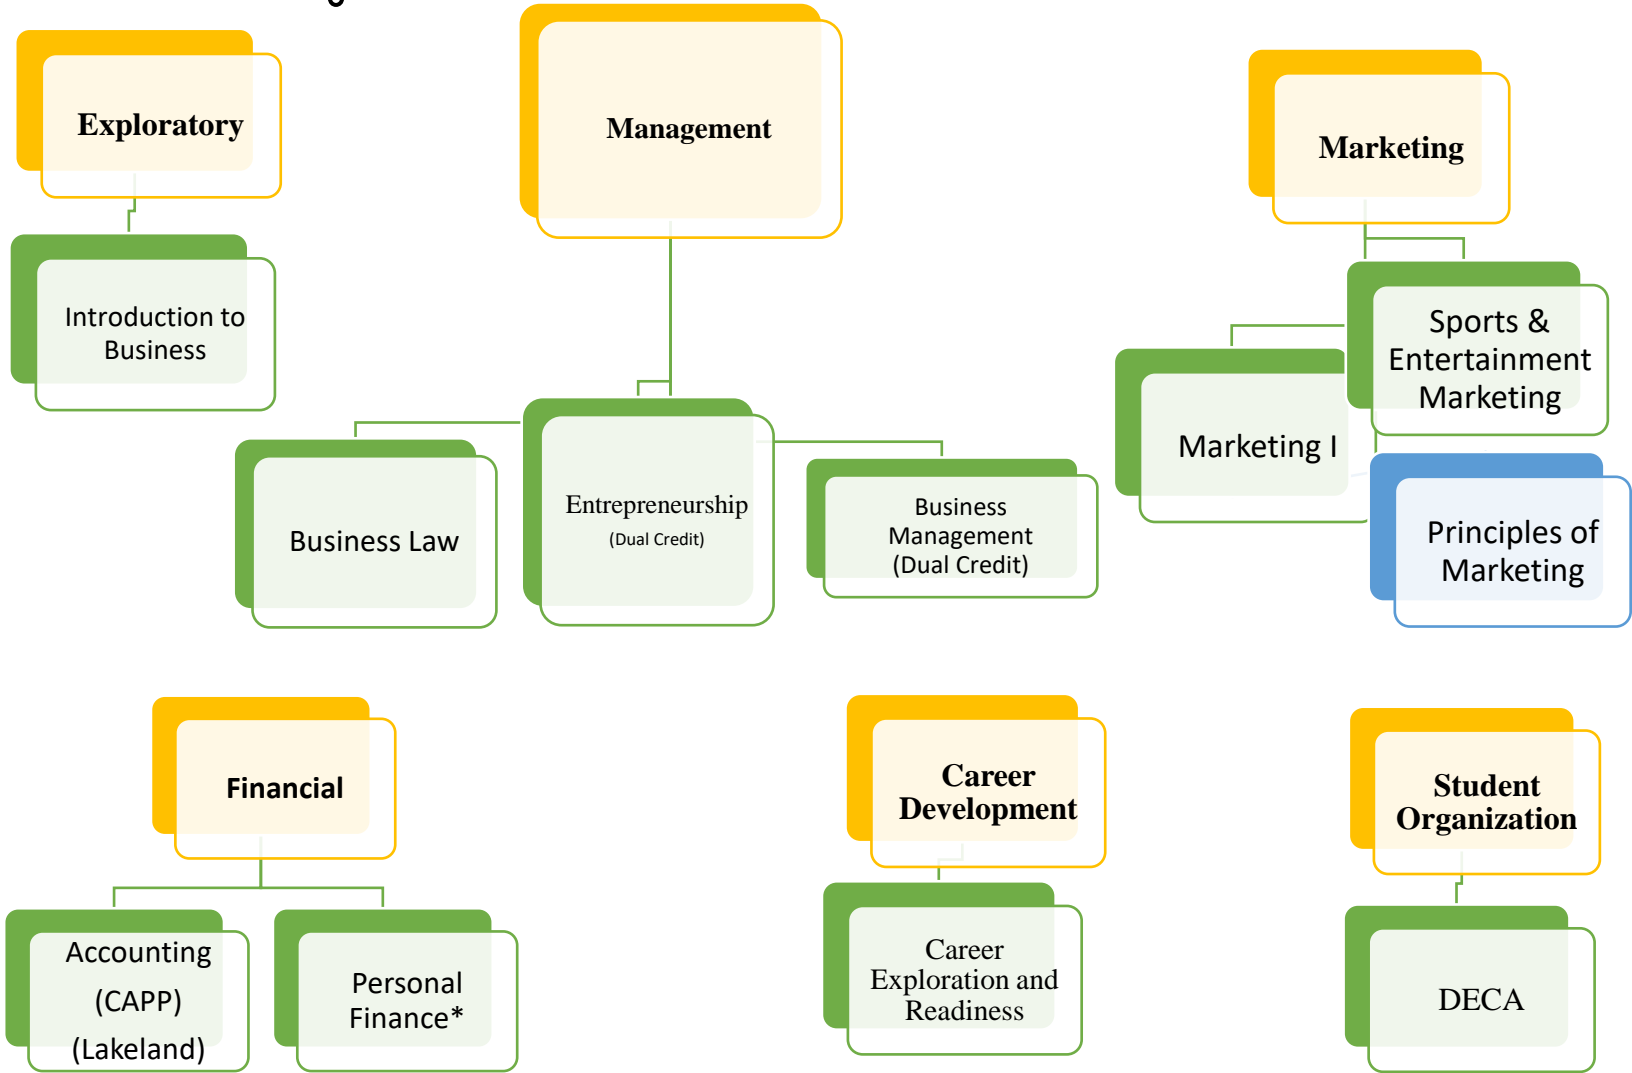 Exploratory
Introduction to
Business
Management
Business Law
Entrepreneurship
(Dual Credit)
Business
Management
(Dual Credit)
Marketing
Sports &
Entertainment
Marketing
Marketing I
Principles of
Marketing
Financial
Accounting
(CAPP)
(Lakeland)
Personal
Finance*
Career
Development
Career
Exploration and
Readiness
Student
Organization
DECA